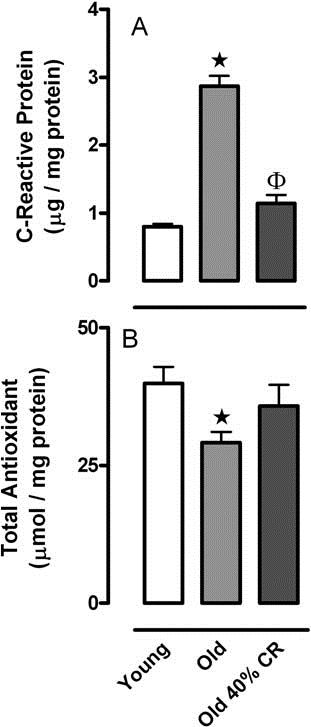 A
C-Reactive Protein
(μg / mg protein)
4
3
2
1
0
★
Φ
B
Total Antioxidant
(μmol / mg protein)
50
25
0
★
Young
Old
Old 40% CR